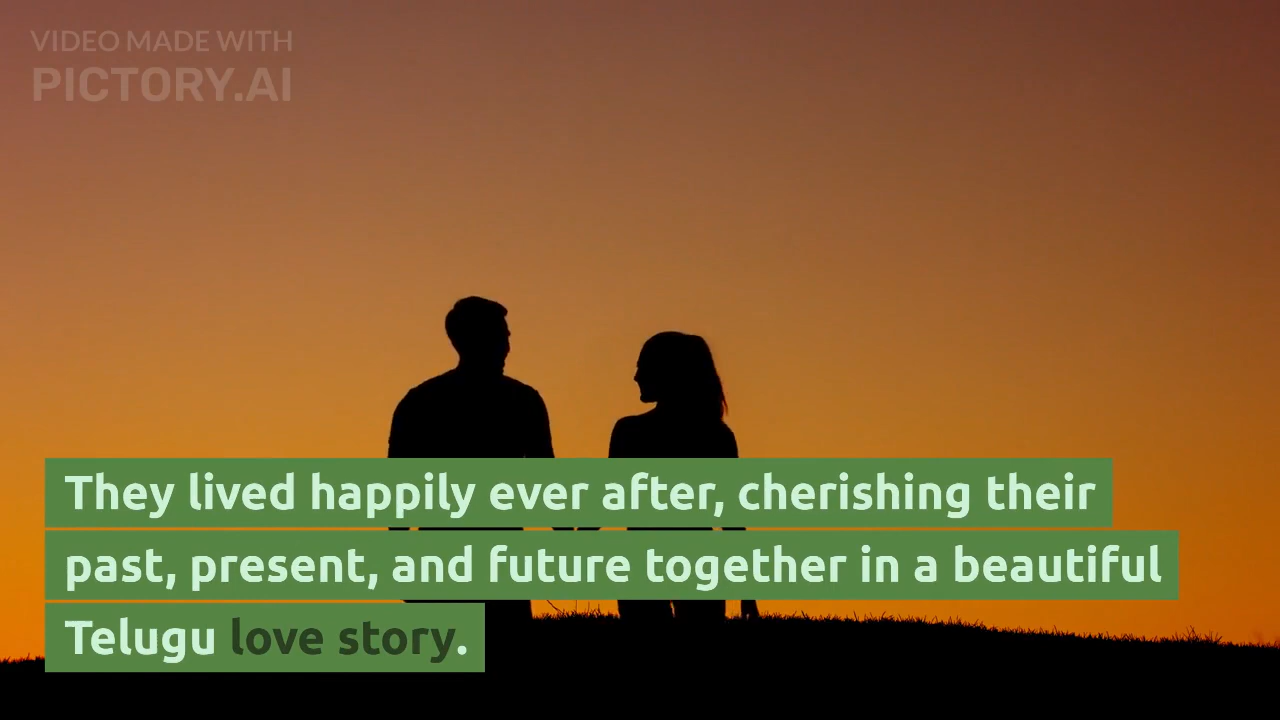 VIDEO MADE WITH
PICTORY.AI
They lived happily ever after, cherishing their
past, present, and future together in a beautiful
Telugu love story.